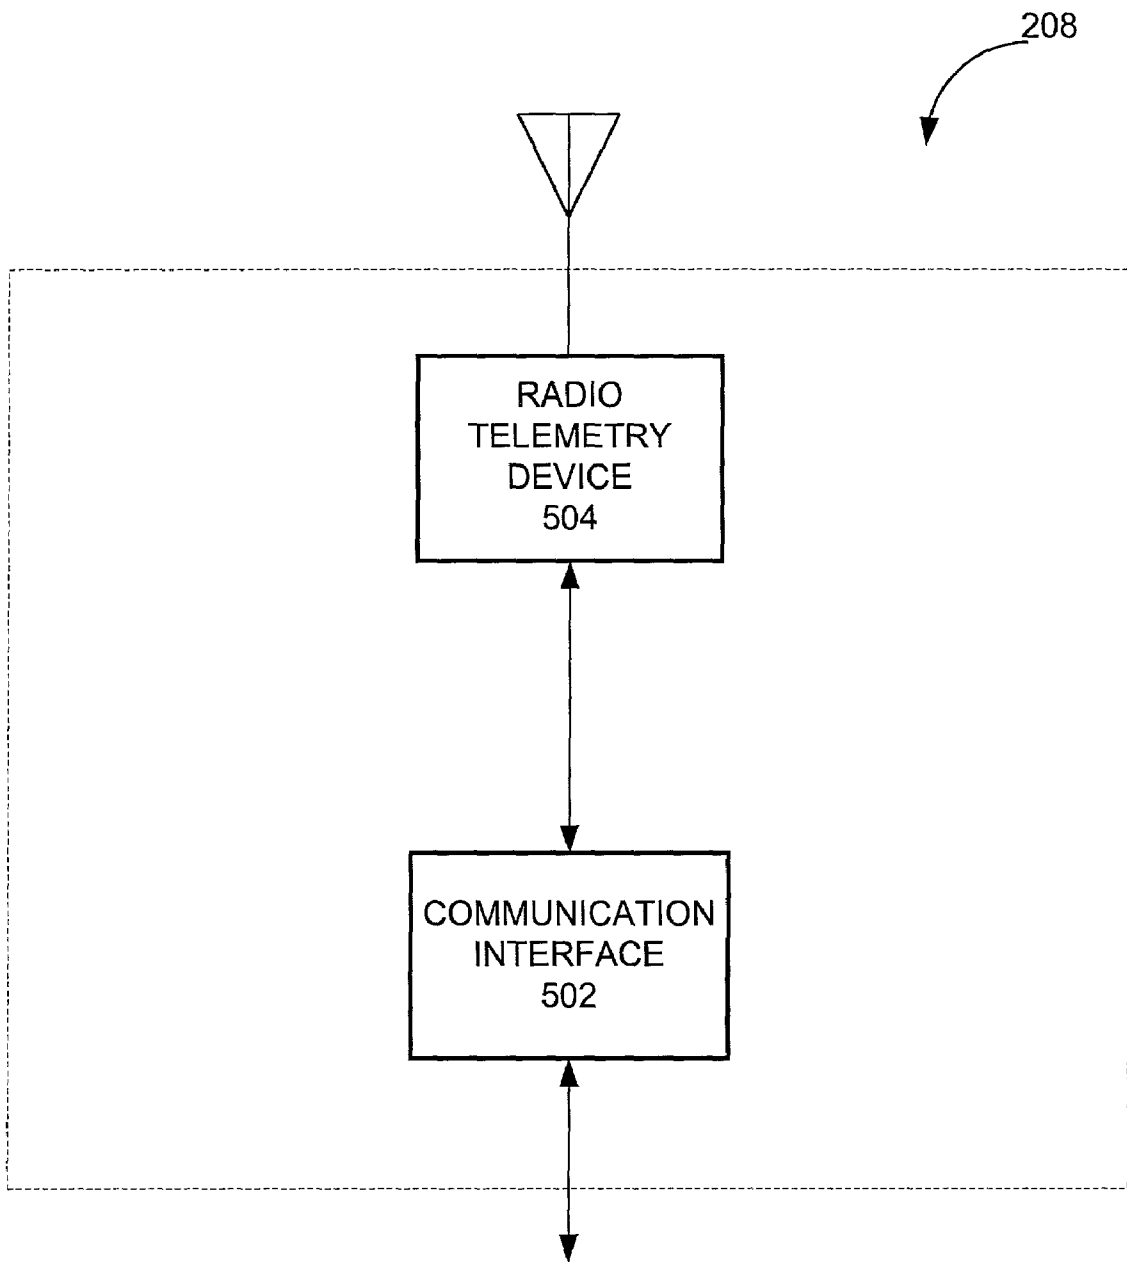 208
RADIO
TELEMETRY
DEVICE
504
COMMUNICATION
INTERFACE
502